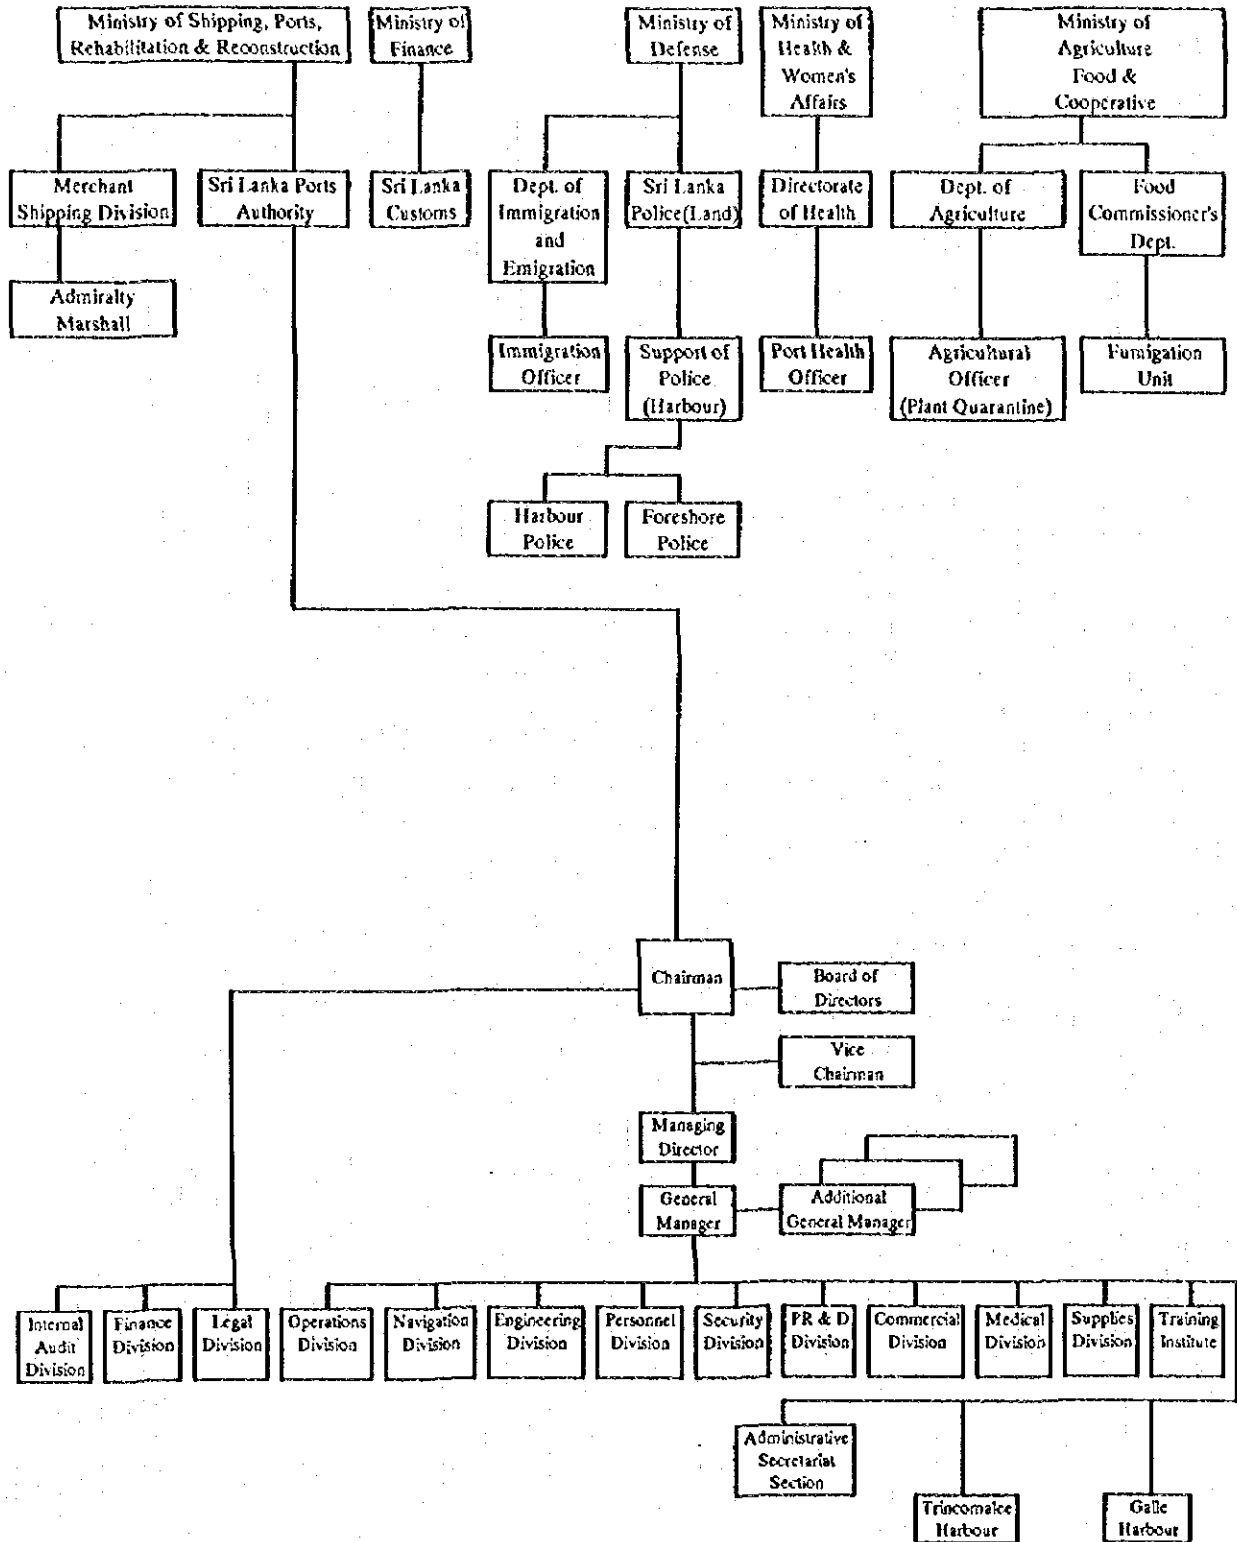 Ministry of Shipping, Ports,
Rehabilitation & Reconstruction
Ministry of
Finance
Ministry of
Defense
Ministry of
Health &
Women's
Affairs
Ministry of
Agriculture
Food &
Cooperative
Merchant
Shipping Division
Sri Lanka Ports
Authority
Sri Lanka
Customs
Dept. of
Immigration
and
Emigration
Sri Lanka
Police(Land)
Directorate
of Health
Dept. of
Agriculture
Food
Commissioner's
Dept.
Admiralty
Marshall
Immigration
Officer
Support of
Police
(Harbour)
Port Health
Officer
Agricultural
Officer
(Plant Quarantine)
Fumigation
Unit
Harbour
Police
Foreshore
Police
Chairman
Board of
Directors
Vice
Chairman
Managing
Director
General
Manager
Additional
General Manager
Internal
Audit
Division
Finance
Division
Legal
Division
Operations
Division
Navigation
Division
Engineering
Division
Personnel
Division
Security
Division
PR & D
Division
Commercial
Division
Medical
Division
Supplies
Division
Training
Institute
Administrative
Secretariat
Section
Trincomalee
Harbour
Galle
Harbour